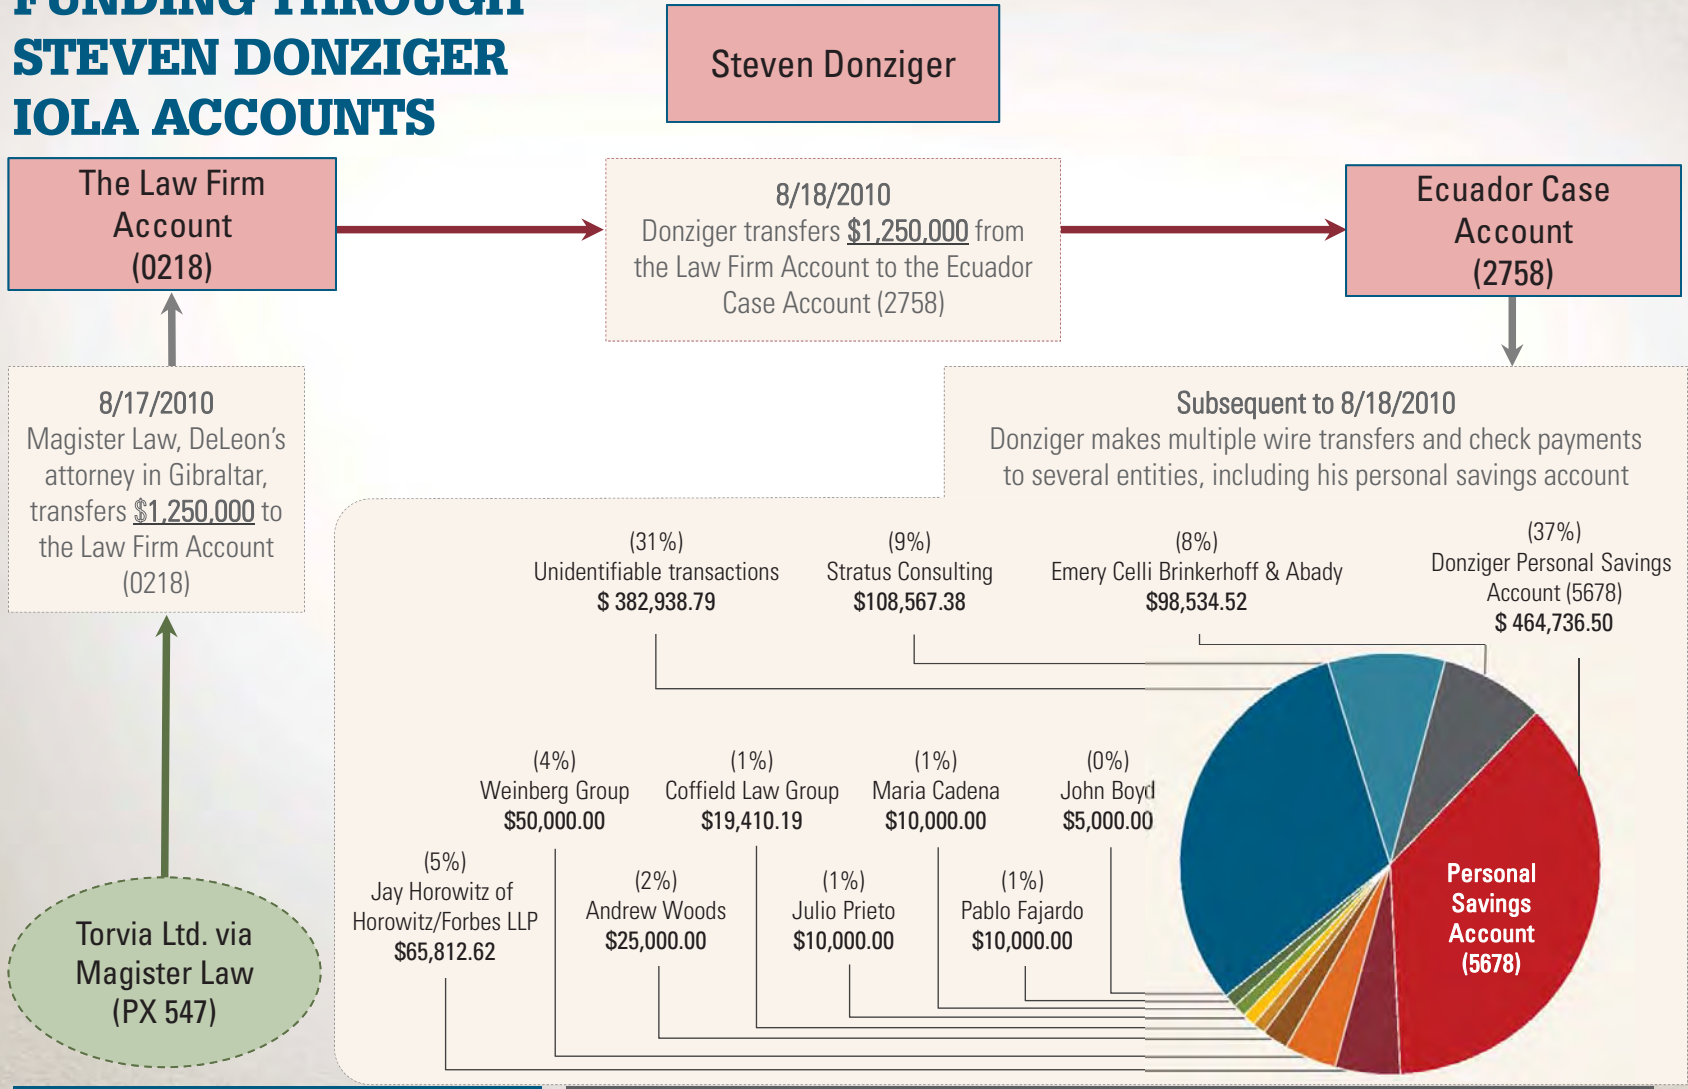 FUNDING THROUGH
STEVEN DONZIGER
IOLA ACCOUNTS
Steven Donziger
The Law Firm
Account
(0218)
8/18/2010
Donziger transfers $1,250,000 from
the Law Firm Account to the Ecuador
Case Account (2758)
Ecuador Case
Account
(2758)
8/17/2010
Magister Law, DeLeon's
attorney in Gibraltar,
transfers $1,250,000 to
the Law Firm Account
(0218)
Torvia Ltd. via
Magister Law
(PX 547)
Subsequent to 8/18/2010
Donziger makes multiple wire transfers and check payments
to several entities, including his personal savings account
(31%)
Unidentifiable transactions
$ 382,938.79
(9%)
Stratus Consulting
$108,567.38
(8%)
Emery Celli Brinkerhoff & Abady
$98,534.52
(37%)
Donziger Personal Savings
Account (5678)
$ 464,736.50
(4%)
Weinberg Group
$50,000.00
(1%)
Coffield Law Group
$19,410.19
(1%)
Maria Cadena
$10,000.00
(0%)
John Boyd
$5,000.00
(5%)
Jay Horowitz of
Horowitz/Forbes LLP
$65,812.62
(2%)
Andrew Woods
$25,000.00
(1%)
Julio Prieto
$10,000.00
(1%)
Pablo Fajardo
$10,000.00
Personal
Savings
Account
(5678)